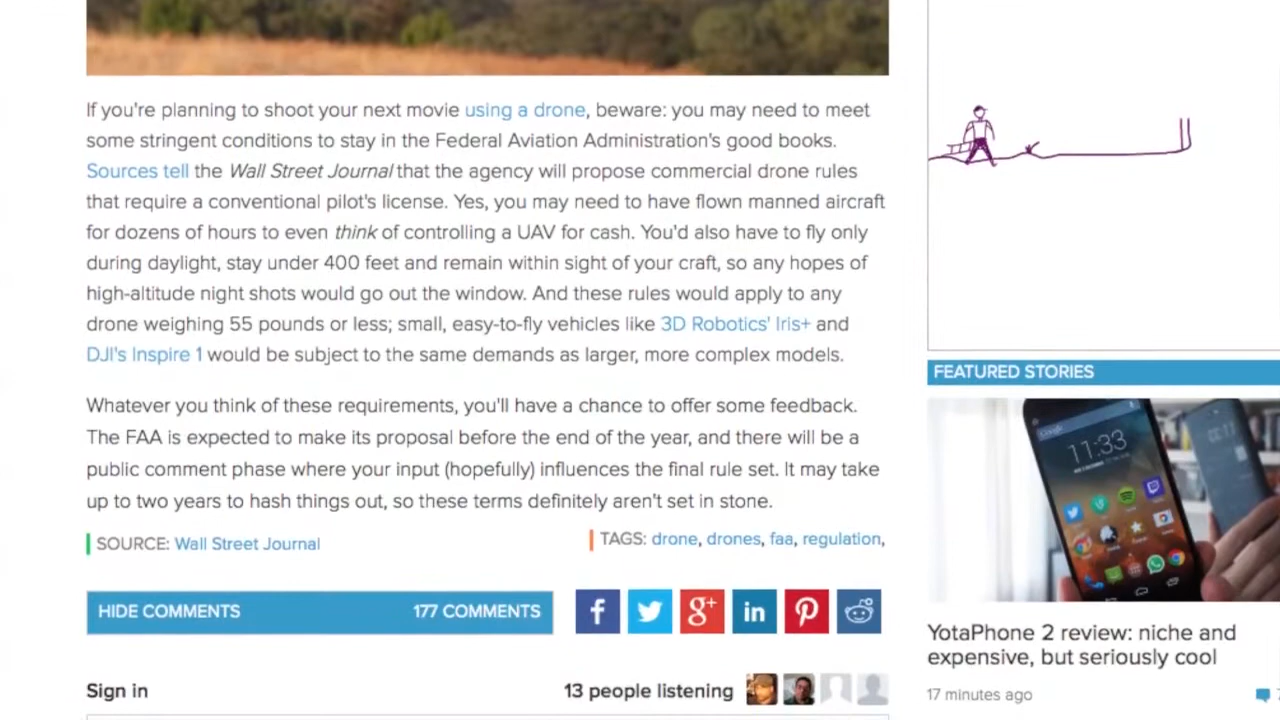 If you're planning to shoot your next movie using a drone, beware: you may need to meet
some stringent conditions to stay in the Federal Aviation Administration's good books.
Sources tell the Wall Street Journal that the agency will propose commercial drone rules
that require a conventional pilot's license. Yes, you may need to have flown manned aircraft
for dozens of hours to even think of controlling a UAV for cash. You'd also have to fly only
during daylight, stay under 400 feet and remain within sight of your craft, so any hopes of
high-altitude night shots would go out the window. And these rules would apply to any
drone weighing 55 pounds or less; small, easy-to-fly vehicles like 3D Robotics' Iris+ and
DJI's Inspire 1 would be subject to the same demands as larger, more complex models.
Whatever you think of these requirements, you'll have a chance to offer some feedback.
The FAA is expected to make its proposal before the end of the year, and there will be a
public comment phase where your input (hopefully) influences the final rule set. It may take
up to two years to hash things out, so these terms definitely aren't set in stone.
SOURCE: Wall Street Journal
TAGS: drone, drones, faa, regulation,
HIDE COMMENTS 177 COMMENTS
f g+ in
Sign in
13 people listening
FEATURED STORIES
Google
11:33
YotaPhone 2 review: niche and
expensive, but seriously cool
17 minutes ago